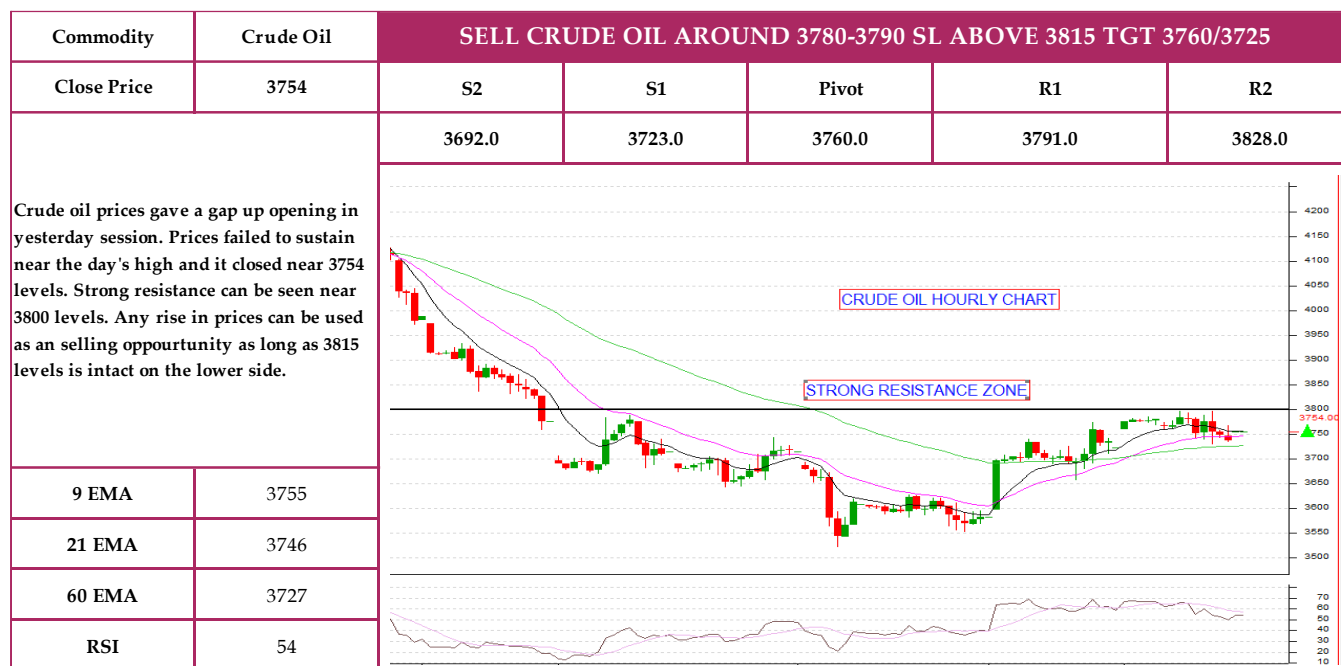 Commodity
Crude Oil
SELL CRUDE OIL AROUND 3780-3790 SL ABOVE 3815 TGT 3760/3725
Close Price
3754
S2
S1
Pivot
R1
R2
3692.0
3723.0
3760.0
3791.0
3828.0
Crude oil prices gave a gap up opening in
yesterday session. Prices failed to sustain
near the day's high and it closed near 3754
levels. Strong resistance can be seen near
3800 levels. Any rise in prices can be used
as an selling oppourtunity as long as 3815
levels is intact on the lower side.
CRUDE OIL HOURLY CHART
STRONG RESISTANCE ZONE
4200
4150
4100
4050
4000
3950
3900
3850
3800
3754.00
3750
3700
3650
3600
3550
3500
70
60
50
40
30
20
10
9 EMA
3755
21 EMA
3746
60 EMA
3727
RSI
54